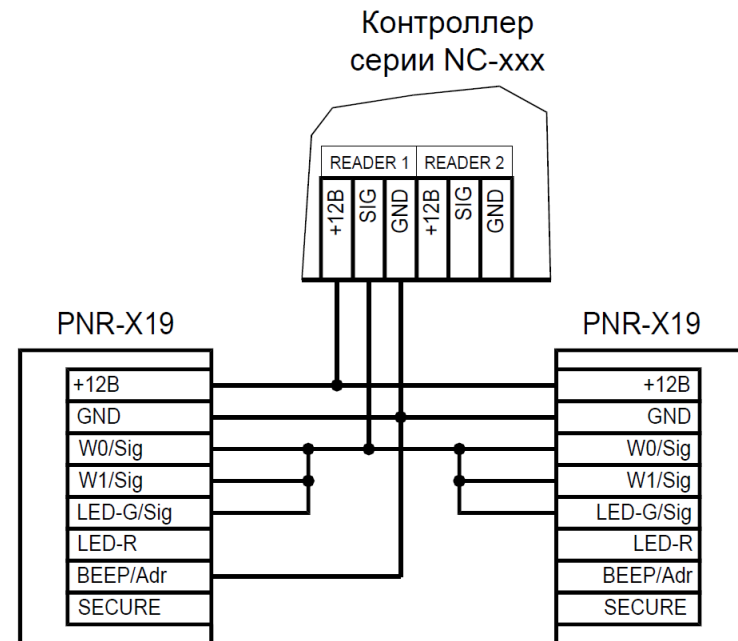 Контроллер
серии NC-xxx
READER 1 READER 2
+12В SIG GND +12В SIG GND
PNR-X19
+12В
GND
W0/Sig
W1/Sig
LED-G/Sig
LED-R
BEEP/Adr
SECURE
PNR-X19
+12В
GND
W0/Sig
W1/Sig
LED-G/Sig
LED-R
BEEP/Adr
SECURE